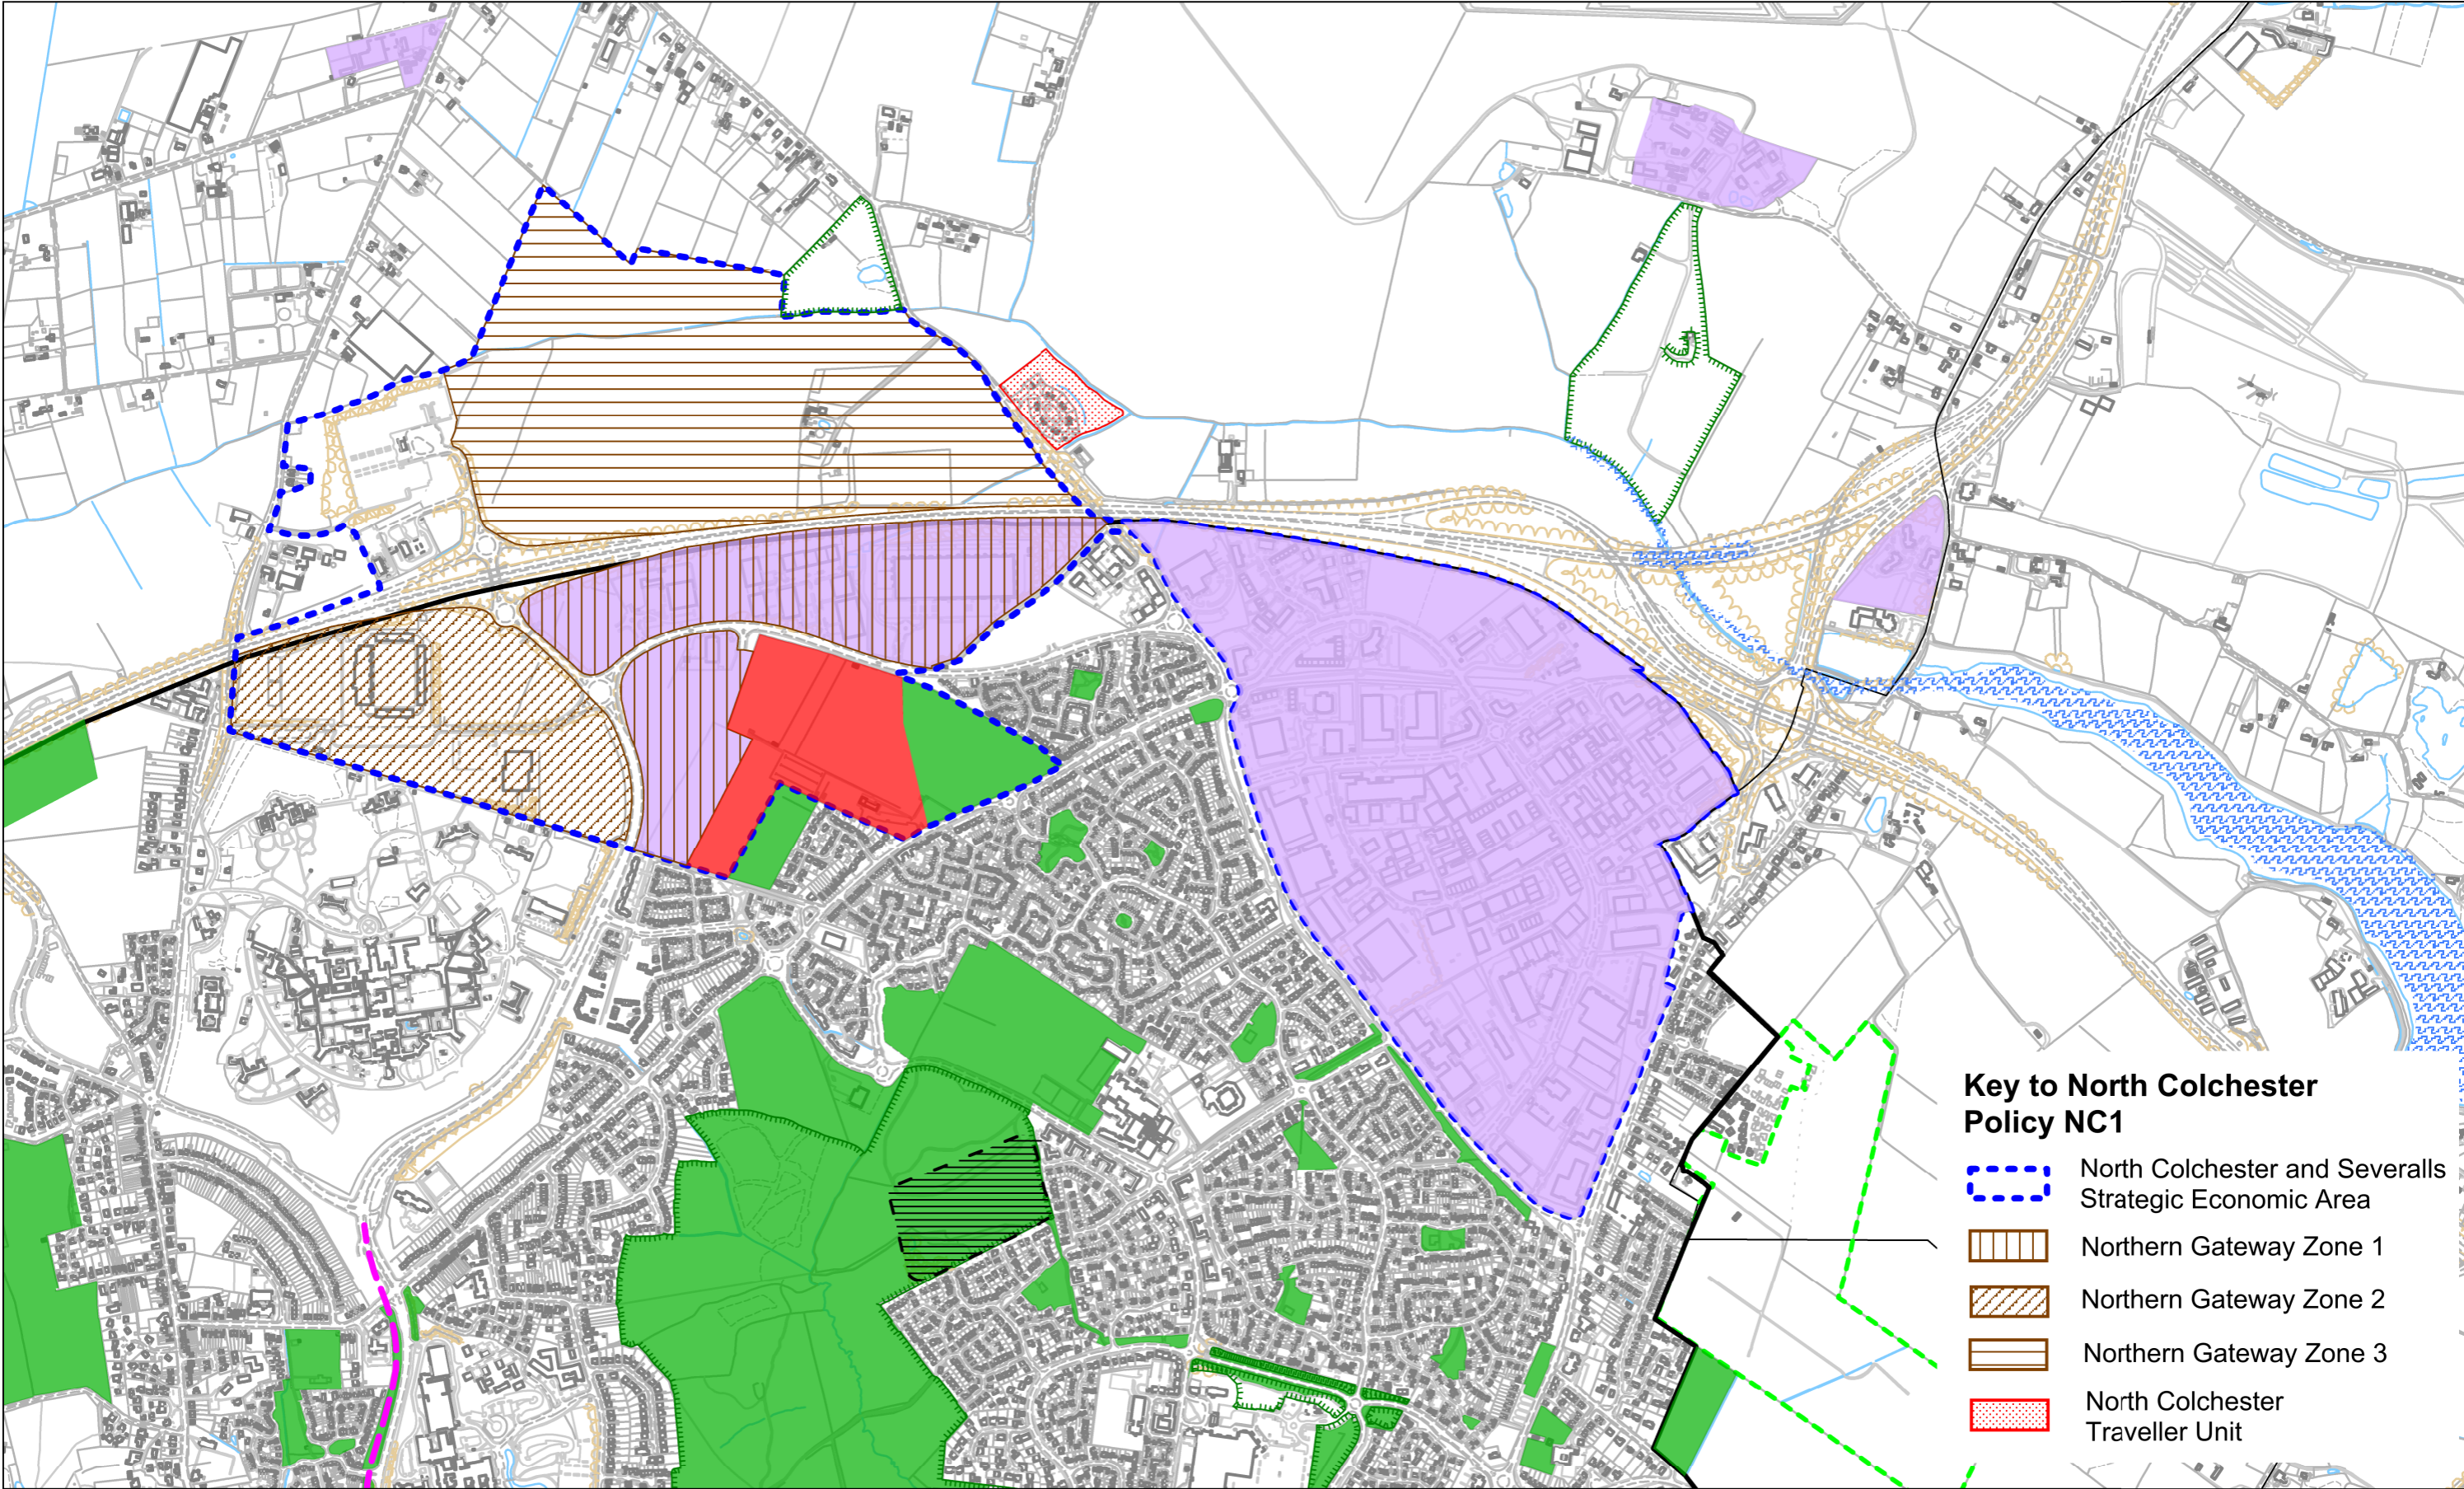 Key to North Colchester
Policy NC1
North Colchester and Severalls
Strategic Economic Area
Northern Gateway Zone 1
Northern Gateway Zone 2
Northern Gateway Zone 3
North Colchester
Traveller Unit